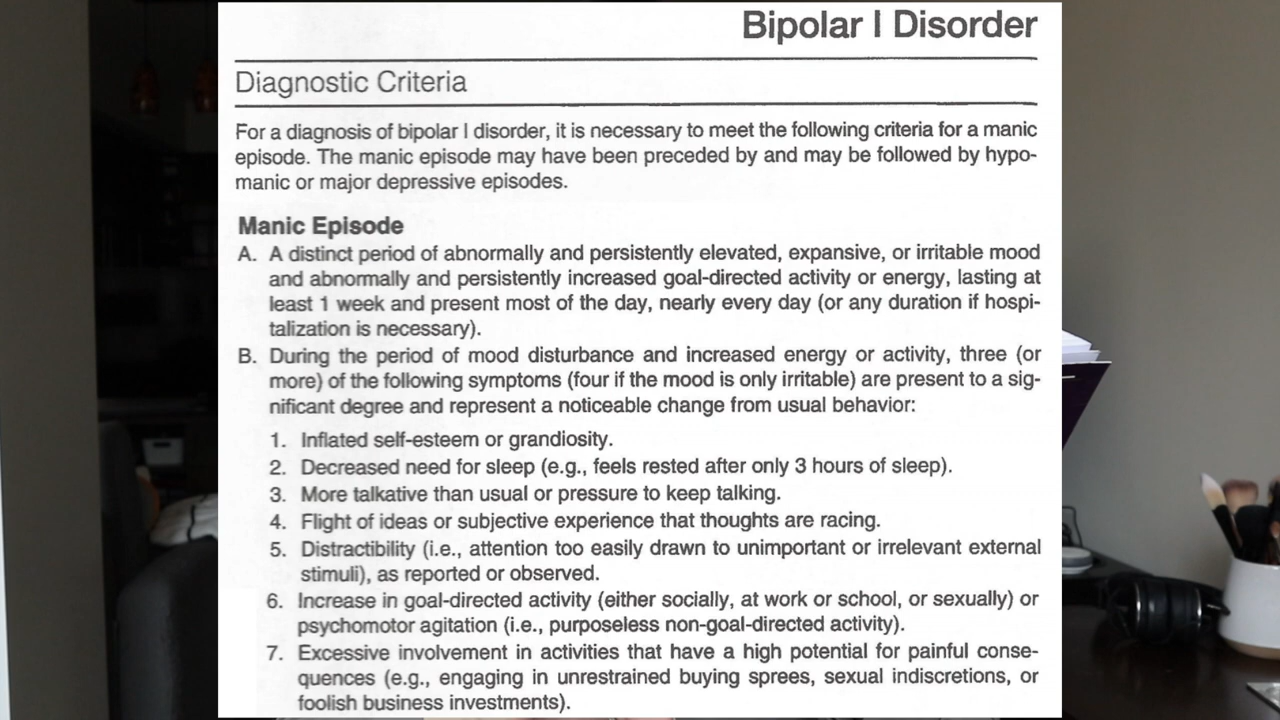 Bipolar I Disorder
Diagnostic Criteria
For a diagnosis of bipolar I disorder, it is necessary to meet the following criteria for a manic
episode. The manic episode may have been preceded by and may be followed by hypo-
manic or major depressive episodes.
Manic Episode
A. A distinct period of abnormally and persistently elevated, expansive, or irritable mood
and abnormally and persistently increased goal-directed activity or energy, lasting at
least 1 week and present most of the day, nearly every day (or any duration if hospi-
talization is necessary).
B. During the period of mood disturbance and increased energy or activity, three (or
more) of the following symptoms (four if the mood is only irritable) are present to a sig-
nificant degree and represent a noticeable change from usual behavior:
1. Inflated self-esteem or grandiosity.
2. Decreased need for sleep (e.g., feels rested after only 3 hours of sleep).
3. More talkative than usual or pressure to keep talking.
4. Flight of ideas or subjective experience that thoughts are racing.
5. Distractibility (i.e., attention too easily drawn to unimportant or irrelevant external
stimuli), as reported or observed.
6. Increase in goal-directed activity (either socially, at work or school, or sexually) or
psychomotor agitation (i.e., purposeless non-goal-directed activity).
7. Excessive involvement in activities that have a high potential for painful conse-
quences (e.g., engaging in unrestrained buying sprees, sexual indiscretions, or
foolish business investments).